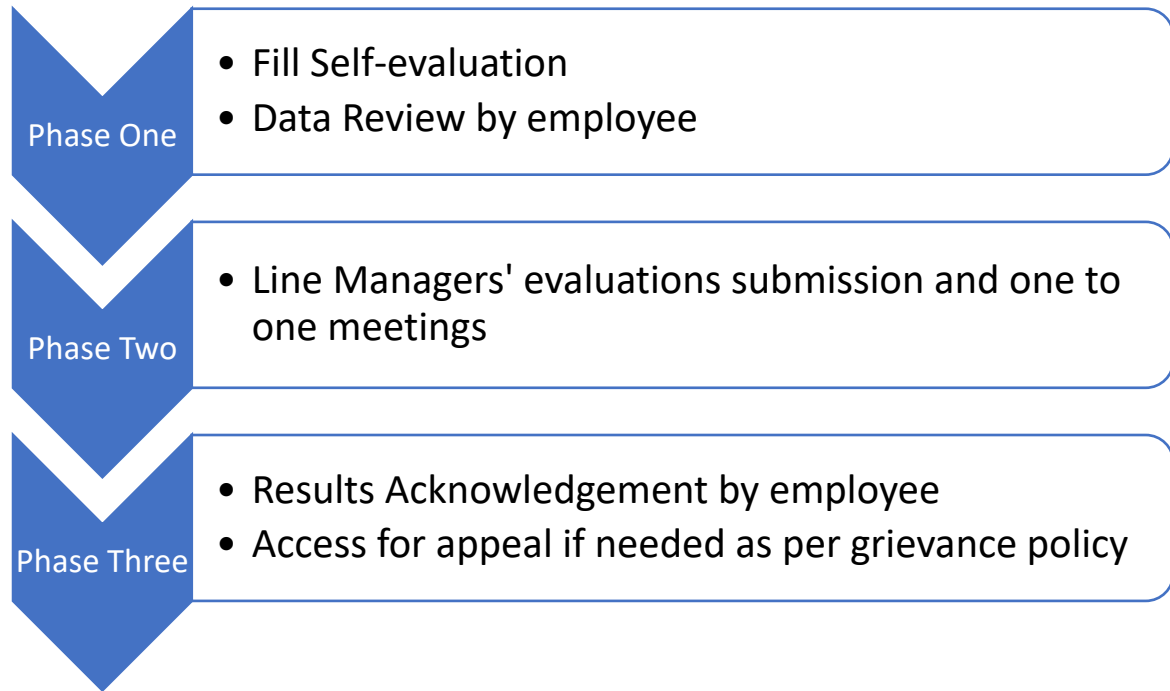 Phase One
• Fill Self-evaluation
• Data Review by employee
Phase Two
• Line Managers' evaluations submission and one to
one meetings
Phase Three
• Results Acknowledgement by employee
• Access for appeal if needed as per grievance policy